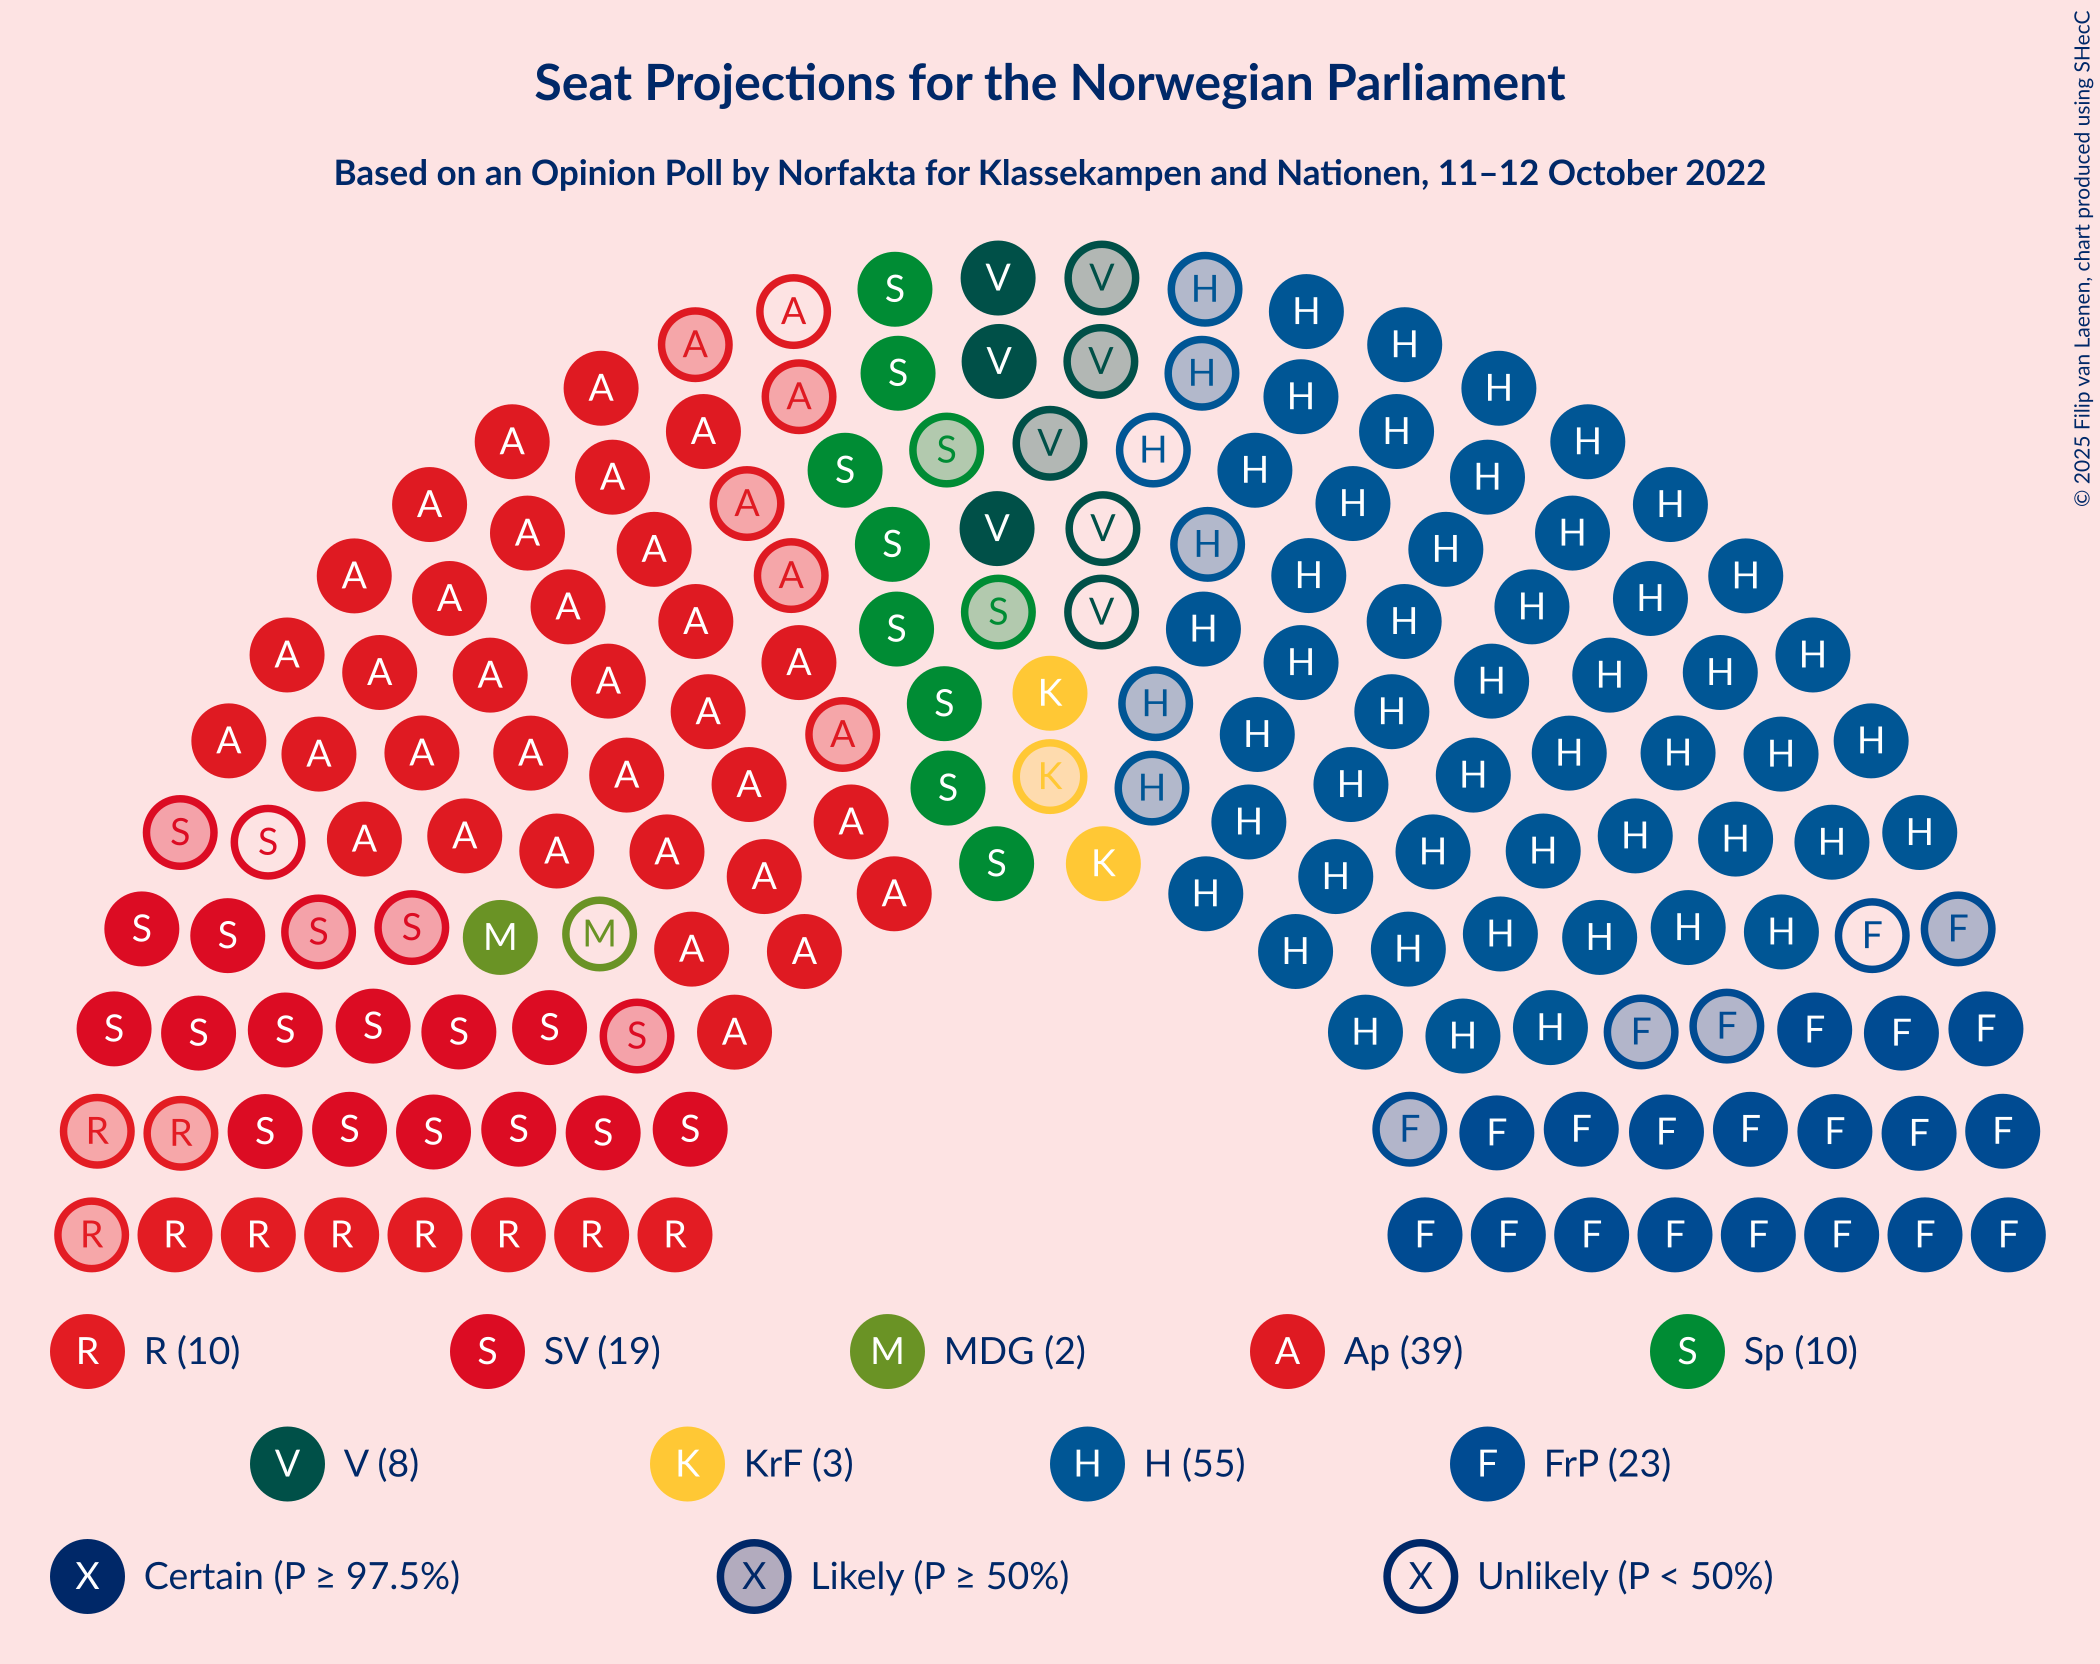 Seat Projections for the Norwegian Parliament
Based on an Opinion Poll by Norfakta for Klassekampen and Nationen, 11–12 October 2022
© 2025 Filip van Laenen, chart produced using SHecC
S V V H
A A H H
A S V V H H
A A H H
A A S S V H H H
A A H H
A A S V V H H H
A A A H H H
A A A S S V H H H H
A A A H H H
A A A A S K H H H H H
A A A A A K H H H H H H
S S A A A A A A S H H H H H H H
A A S K H H
S S S S M M A A H H H H H H F F
S S S S S S S A H H H F F F F F
R R S S S S S S F F F F F F F F
R R R R R R R R F F F F F F F F
R R (10) S SV (19) M MDG (2) A Ap (39) S Sp (10)
V V (8) K KrF (3) H H (55) F FrP (23)
X Certain (P ≥ 97.5%) X Likely (P ≥ 50%) X Unlikely (P < 50%)